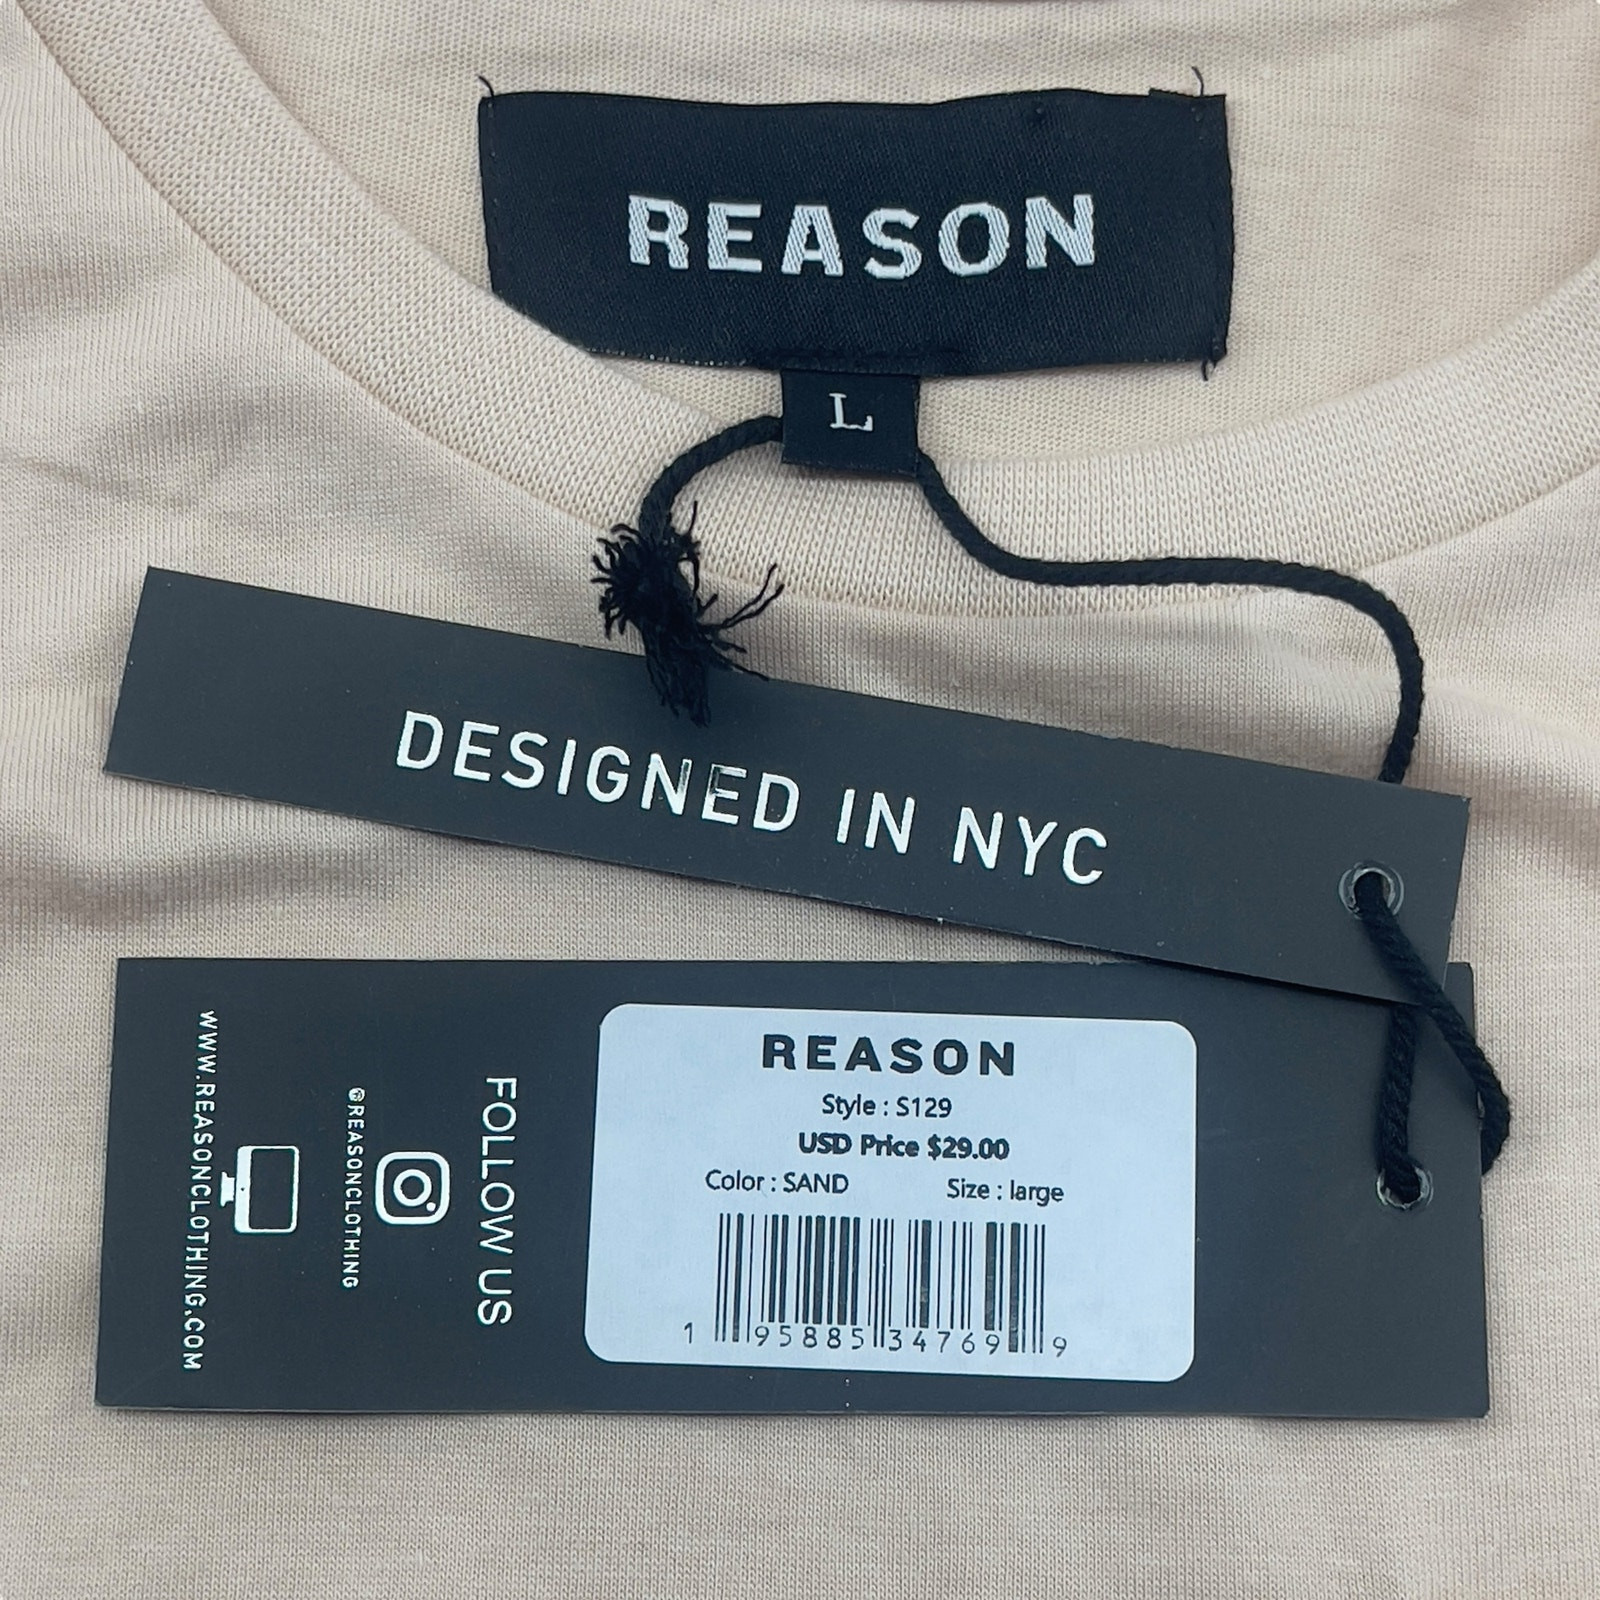 REASON
L
DESIGNED IN NYC
REASON
Style : S129
USD Price $29.00
Color : SAND Size : large
1 95885 34769 9
FOLLOW US
@REASONCLOTHING
WWW.REASONCLOTHING.COM